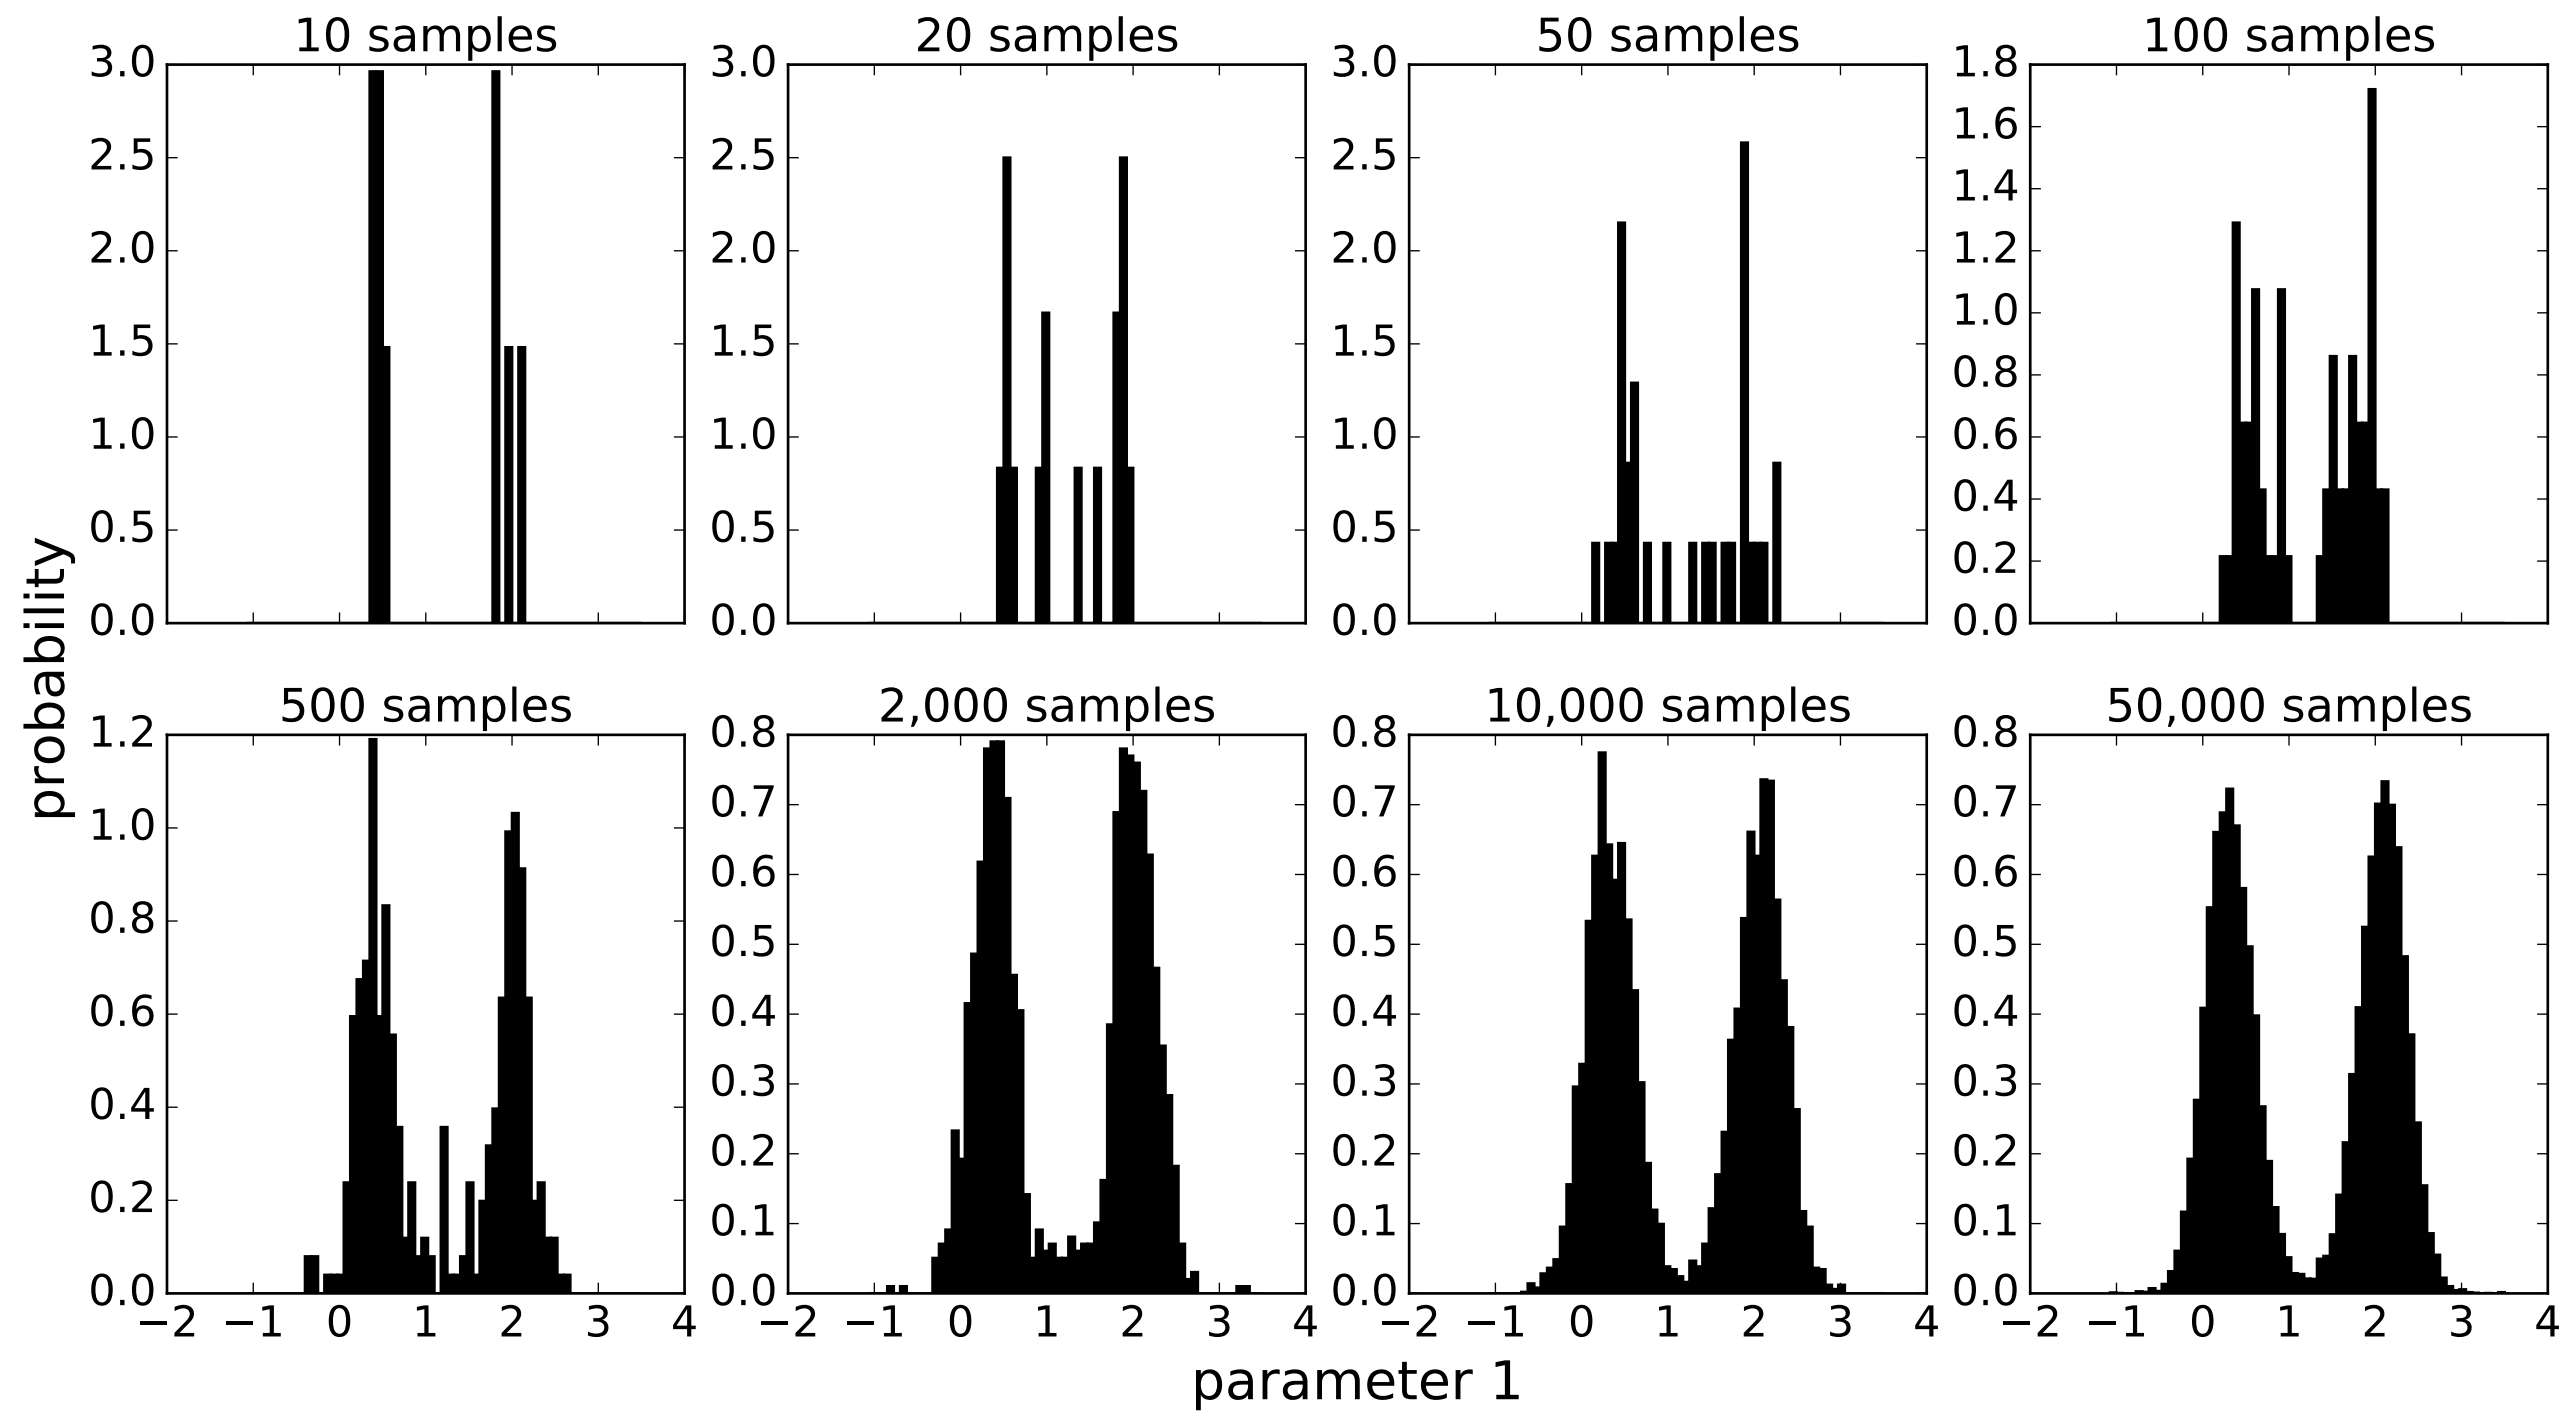 10 samples 20 samples 50 samples 100 samples
3.0 3.0 3.0 1.8
2.5 2.5 2.5 1.6
2.0 2.0 2.0 1.4
1.5 1.5 1.5 1.2
1.0 1.0 1.0 1.0
0.5 0.5 0.5 0.8
0.0 0.0 0.0 0.6
0.4
0.2
0.0
probability
500 samples 2,000 samples 10,000 samples 50,000 samples
1.2 0.8 0.8 0.8
1.0 0.7 0.7 0.7
0.8 0.6 0.6 0.6
0.6 0.5 0.5 0.5
0.4 0.4 0.4 0.4
0.2 0.3 0.3 0.3
0.0 0.2 0.2 0.2
0.1 0.1 0.1
0.0 0.0 0.0
−2 −1 0 1 2 3 4 −2 −1 0 1 2 3 4 −2 −1 0 1 2 3 4 −2 −1 0 1 2 3 4
parameter 1